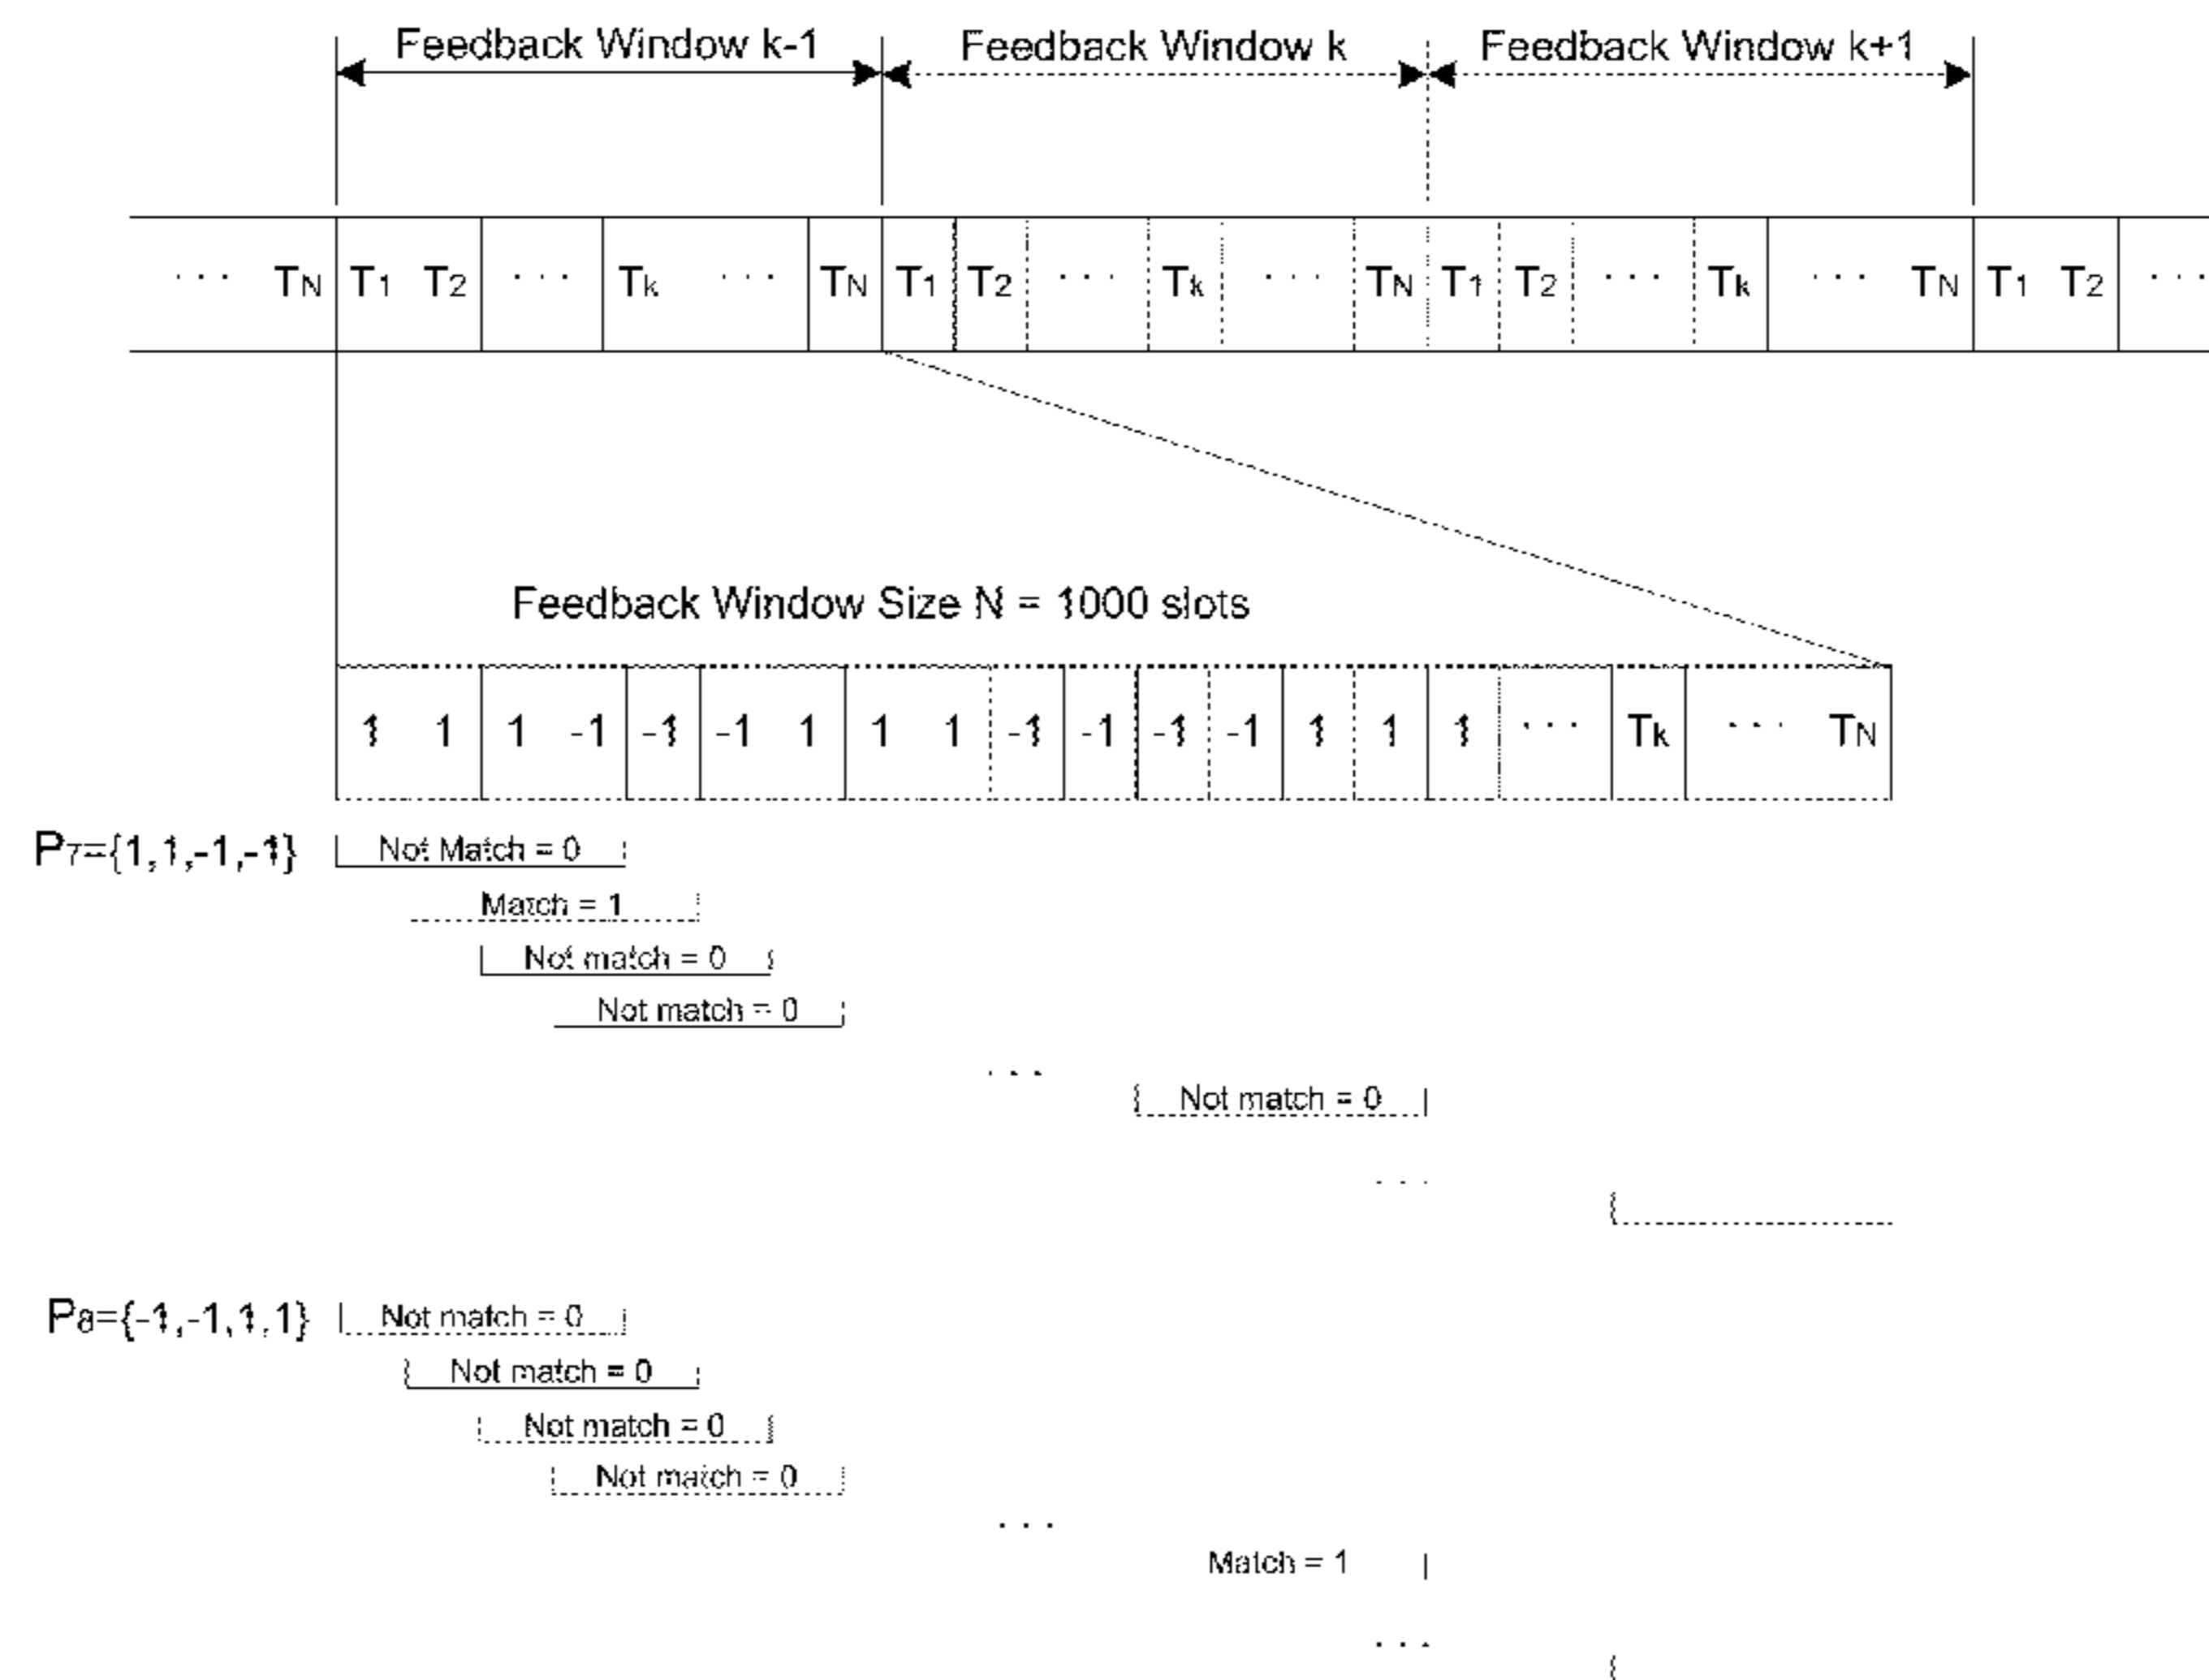 Feedback Window k-1 Feedback Window k Feedback Window k+1
··· TN T1 T2 ··· Tk ··· TN T1 T2 ··· Tk ··· TN T1 T2 ··· Tk ··· TN T1 T2 ···
Feedback Window Size N = 1000 slots
1 1 1 -1 -1 -1 1 1 1 -1 -1 -1 -1 1 1 1 ··· Tk ··· TN
P7={1,1,-1,-1} Not Match = 0
Match = 1
Not match = 0
Not match = 0
···
Not match = 0
···
P8={-1,-1,1,1} Not match = 0
Not match = 0
Not match = 0
Not match = 0
···
Match = 1
···